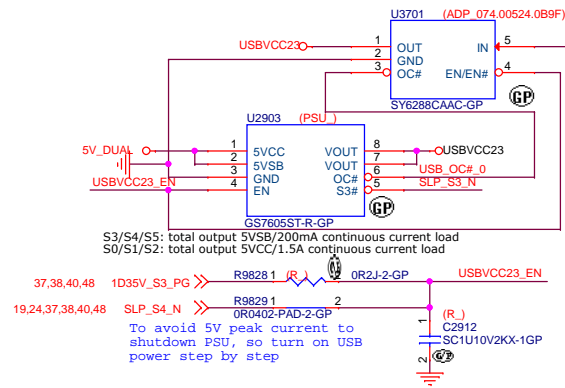 U3701 (ADP_074.00524.0B9F)
USBVCC23 1 OUT IN 5
2 GND
3 OC# EN/EN# 4
SY6288CAAC-GP
GP
U2903 (PSU_)
5V_DUAL 1 5VCC VOUT 8 USBVCC23
2 5VSB VOUT 7
3 GND OC# 6 USB_OC#_0
USBVCC23_EN 4 EN S3# 5 SLP_S3_N
GP
GS7605ST-R-GP
S3/S4/S5: total output 5VSB/200mA continuous current load
S0/S1/S2: total output 5VCC/1.5A continuous current load
37,38,40,48 1D35V_S3_PG R9828 1 (R_) 2 0R2J-2-GP USBVCC23_EN
19,24,37,38,40,48 SLP_S4_N R9829 1 2
0R0402-PAD-2-GP
To avoid 5V peak current to
shutdown PSU, so turn on USB
power step by step
(R_)
1 C2912
SC1U10V2KX-1GP
2 GP